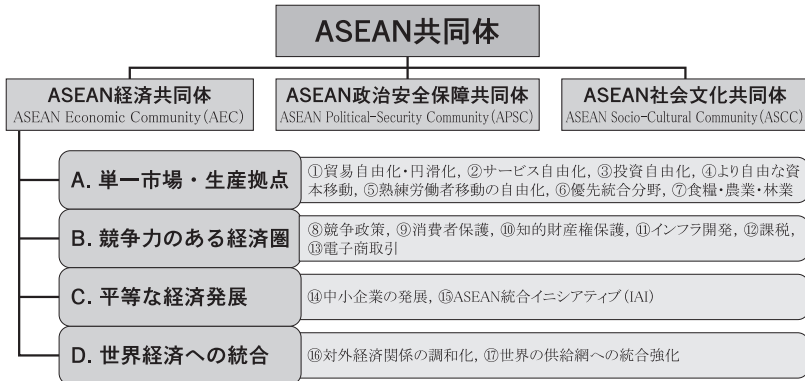 ASEAN共同体
ASEAN経済共同体
ASEAN Economic Community(AEC)
ASEAN政治安全保障共同体
ASEAN Political-Security Community(APSC)
ASEAN社会文化共同体
ASEAN Socio-Cultural Community(ASCC)
A. 単一市場・生産拠点
①貿易自由化・円滑化, ②サービス自由化, ③投資自由化, ④より自由な資
本移動, ⑤熟練労働者移動の自由化, ⑥優先統合分野, ⑦食糧・農業・林業
B. 競争力のある経済圏
⑧競争政策, ⑨消費者保護, ⑩知的財産権保護, ⑪インフラ開発, ⑫課税,
⑬電子商取引
C. 平等な経済発展
⑭中小企業の発展, ⑮ASEAN統合イニシアティブ(IAI)
D. 世界経済への統合
⑯対外経済関係の調和化, ⑰世界の供給網への統合強化